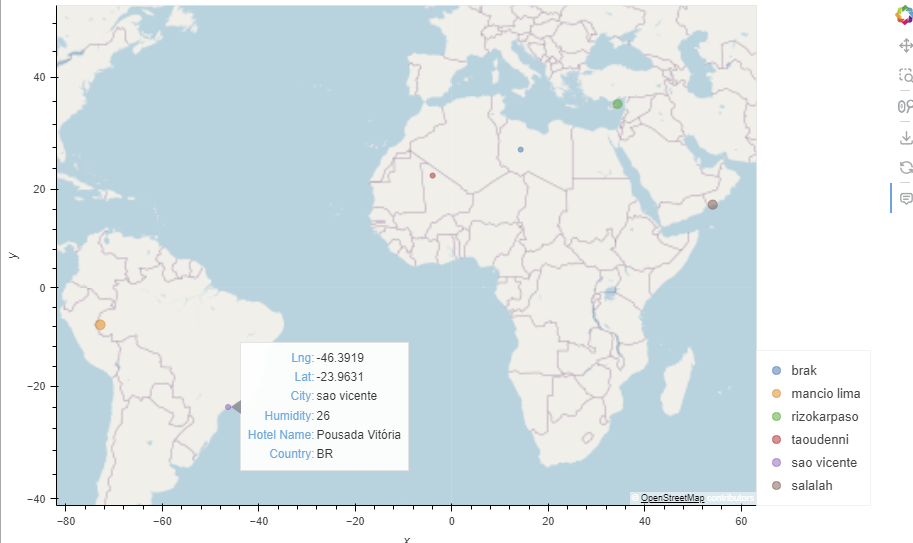 40
20
0
−20
−40
y
Lng: -46.3919
Lat: -23.9631
City: sao vicente
Humidity: 26
Hotel Name: Pousada Vitória
Country: BR
brak
mancio lima
rizokarpaso
taoudenni
sao vicente
salalah
© OpenStreetMap contributors
−80 −60 −40 −20 0 20 40 60
x